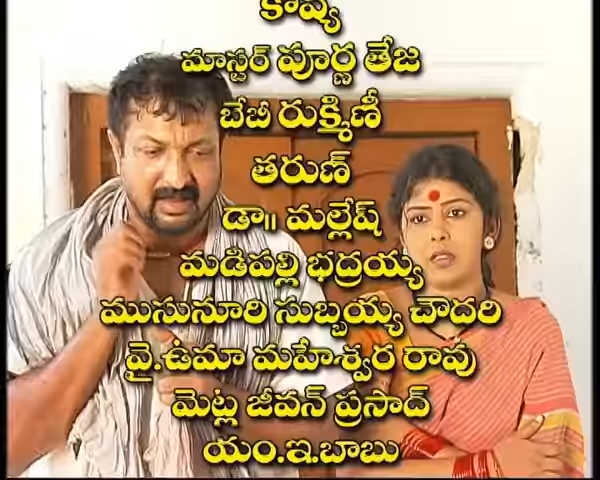 కావ్య
మాస్టర్ పూర్ణ తేజ
బేబీ రుక్మిణీ
తరుణ్
డా॥ మల్లేష్
మడిపల్లి భద్రయ్య
ముసునూరి సుబ్బయ్య చౌదరి
వై.ఉమా మహేశ్వర రావు
మెట్ల జీవన్ ప్రసాద్
యం.ఇ.బాబు